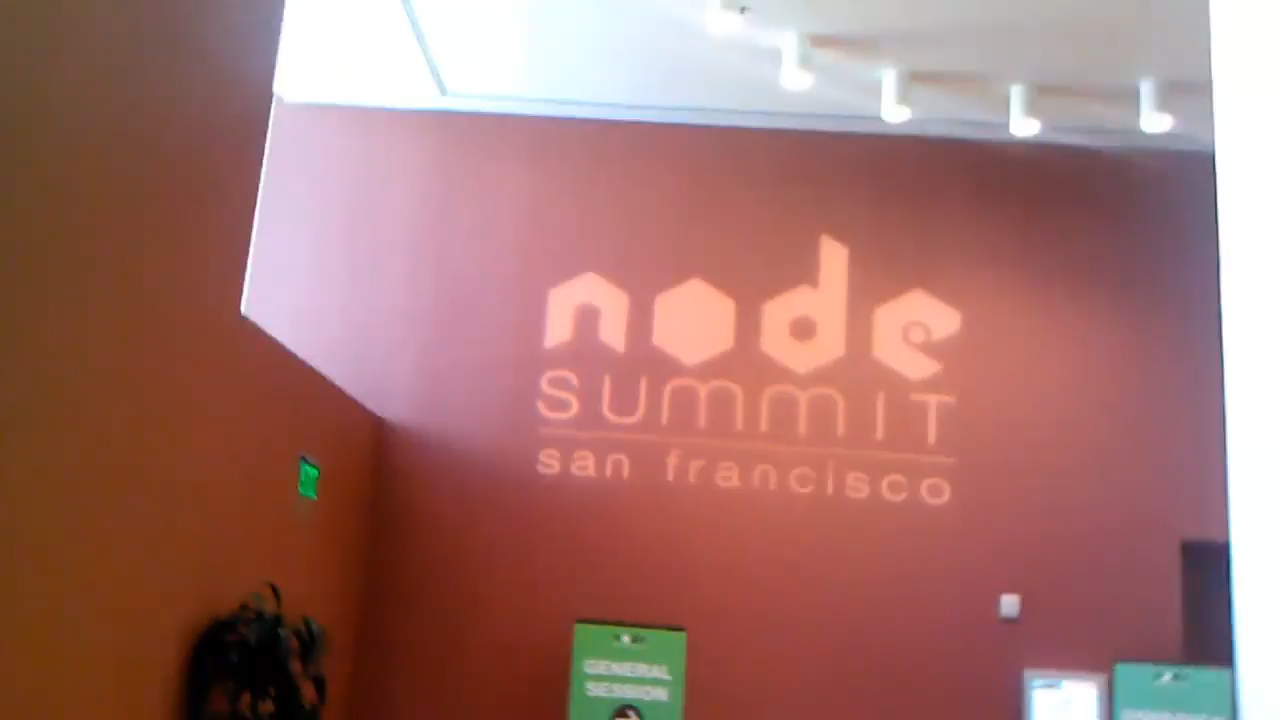 node
SUMMIT
san francisco
GENERAL
SESSION